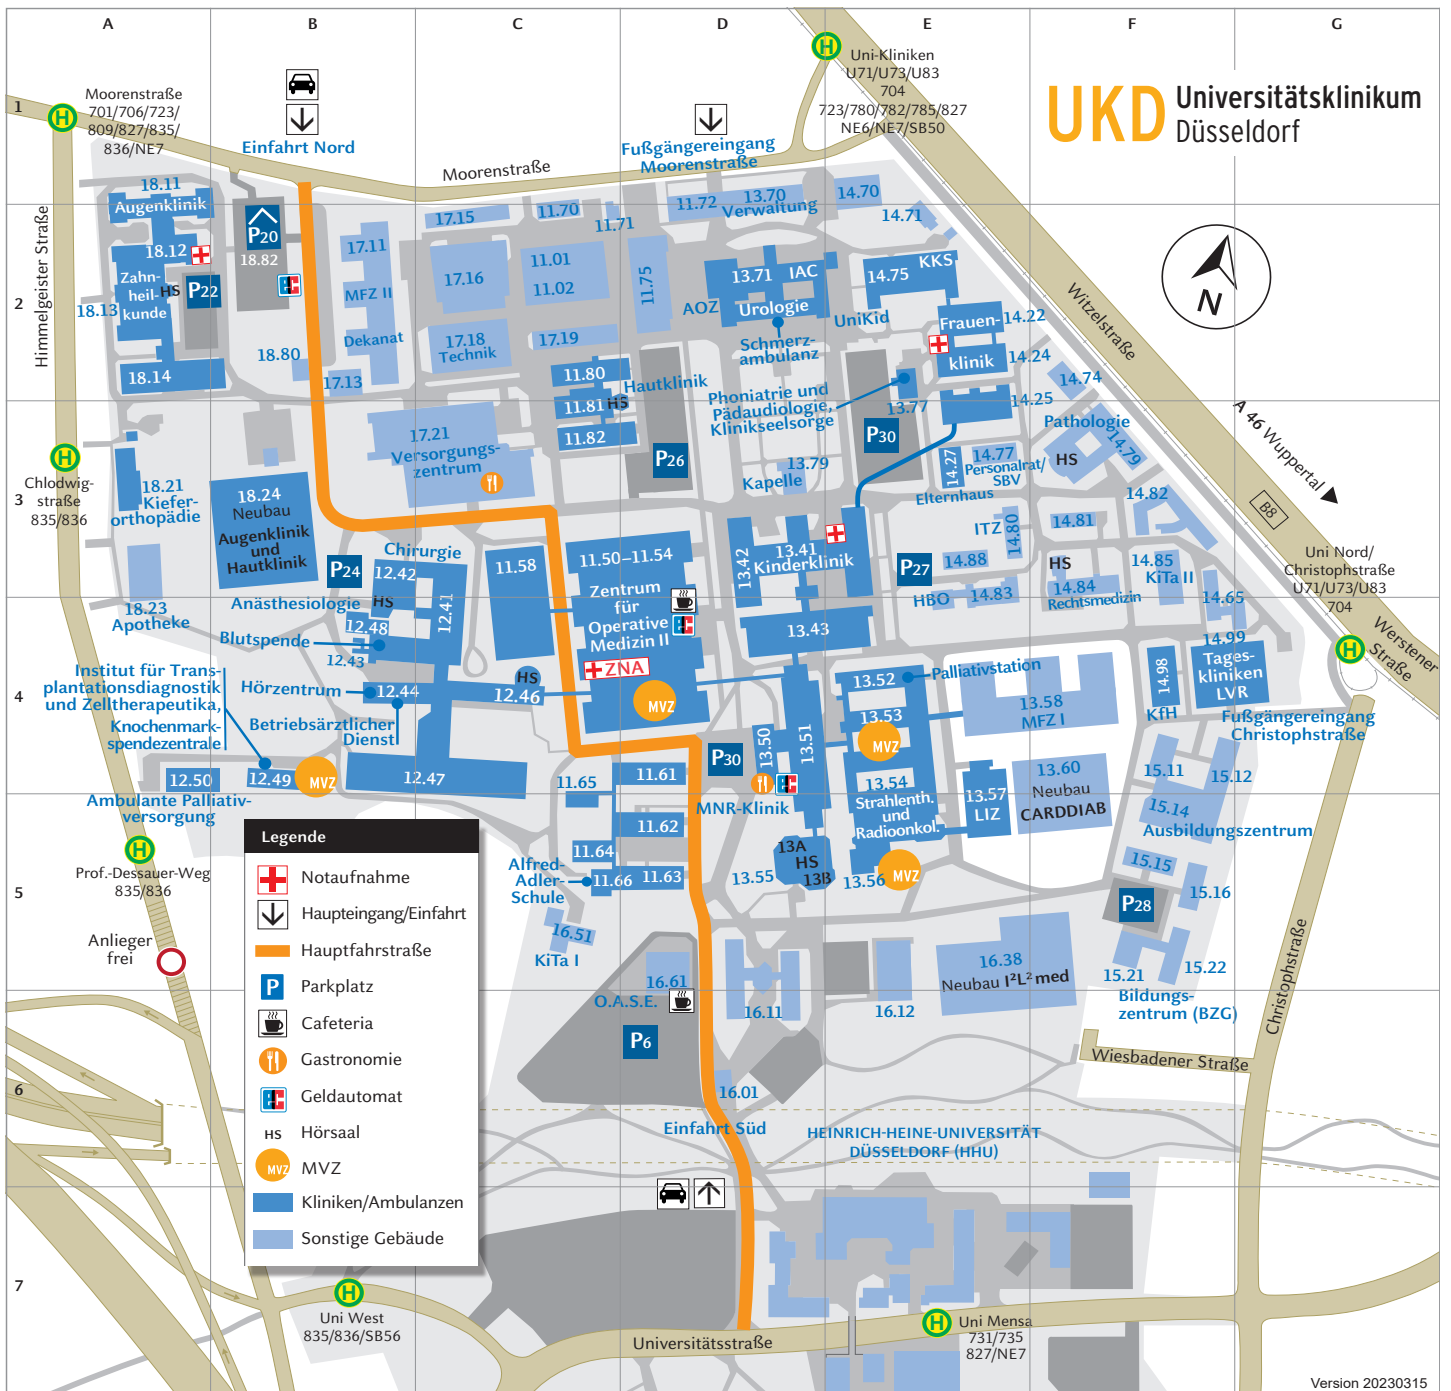 A
B
C
D
E
F
G
1
2
3
4
5
6
7
UKD Universitätsklinikum
Düsseldorf
N
H
Moorenstraße
701/706/723/
809/827/835/
836/NE7
Einfahrt Nord
Moorenstraße
Fußgängereingang
Moorenstraße
H
Uni-Kliniken
U71/U73/U83
704
723/780/782/785/827
NE6/NE7/SB50
Himmelgeister Straße
Witzelstraße
A 46 Wuppertal
B8
18.11
Augenklinik
18.12
Zahn-
heil-
kunde
HS
P22
18.13
18.14
P20
18.82
18.80
17.11
MFZ II
Dekanat
17.13
17.15
17.16
17.18
Technik
11.70
11.71
11.01
11.02
17.19
11.75
11.72
13.70
Verwaltung
14.70
14.71
13.71
IAC
AOZ
Urologie
Schmerz-
ambulanz
14.75
KKS
UniKid
Frauen-
klinik
14.22
14.24
14.25
14.74
11.80
11.81
HS
11.82
Hautklinik
Phoniatrie und
Pädaudiologie,
Klinikseelsorge
13.77
P30
P26
17.21
Versorgungs-
zentrum
13.79
Kapelle
14.27
14.77
Personalrat/
SBV
Elternhaus
Pathologie
HS
14.79
14.82
14.81
ITZ
14.80
H
Chlodwig-
straße
835/836
18.21
Kiefer-
orthopädie
18.24
Neubau
Augenklinik
und
Hautklinik
P24
Chirurgie
12.42
HS
12.41
Anästhesiologie
12.48
Blutspende
12.43
11.58
11.50–11.54
Zentrum
für
Operative
Medizin II
ZNA
MVZ
13.42
13.41
Kinderklinik
13.43
P27
14.88
HBO
14.83
HS
14.84
Rechtsmedizin
14.85
KiTa II
14.65
Uni Nord/
Christophstraße
U71/U73/U83
704
H
Werstener
Straße
18.23
Apotheke
Institut für Trans-
plantationsdiagnostik
und Zelltherapeutika,
Knochenmark-
spendezentrale
Hörzentrum
12.44
Betriebsärztlicher
Dienst
HS
12.46
12.50
12.49
MVZ
12.47
Ambulante Palliativ-
versorgung
13.52
Palliativstation
13.53
MVZ
13.50
13.51
P30
MNR-Klinik
13.54
Strahlenth.
und
Radioonkol.
13.57
LIZ
13.58
MFZ I
13.60
Neubau
CARDDIAB
14.98
KfH
14.99
Tages-
kliniken
LVR
Fußgängereingang
Christophstraße
15.11
15.12
15.14
Ausbildungszentrum
15.15
15.16
P28
15.21
15.22
Bildungs-
zentrum (BZG)
11.65
11.61
11.62
11.64
11.66
11.63
Alfred-
Adler-
Schule
13A
HS
13B
13.55
13.56
MVZ
16.51
KiTa I
16.61
O.A.S.E.
P6
16.11
16.12
16.38
Neubau I²L² med
16.01
Einfahrt Süd
HEINRICH-HEINE-UNIVERSITÄT
DÜSSELDORF (HHU)
Wiesbadener Straße
Christophstraße
H
Prof.-Dessauer-Weg
835/836
Anlieger
frei
Legende
Notaufnahme
Haupteingang/Einfahrt
Hauptfahrstraße
P Parkplatz
Cafeteria
Gastronomie
Geldautomat
HS Hörsaal
MVZ MVZ
Kliniken/Ambulanzen
Sonstige Gebäude
H
Uni West
835/836/SB56
Universitätsstraße
H
Uni Mensa
731/735
827/NE7
Version 20230315